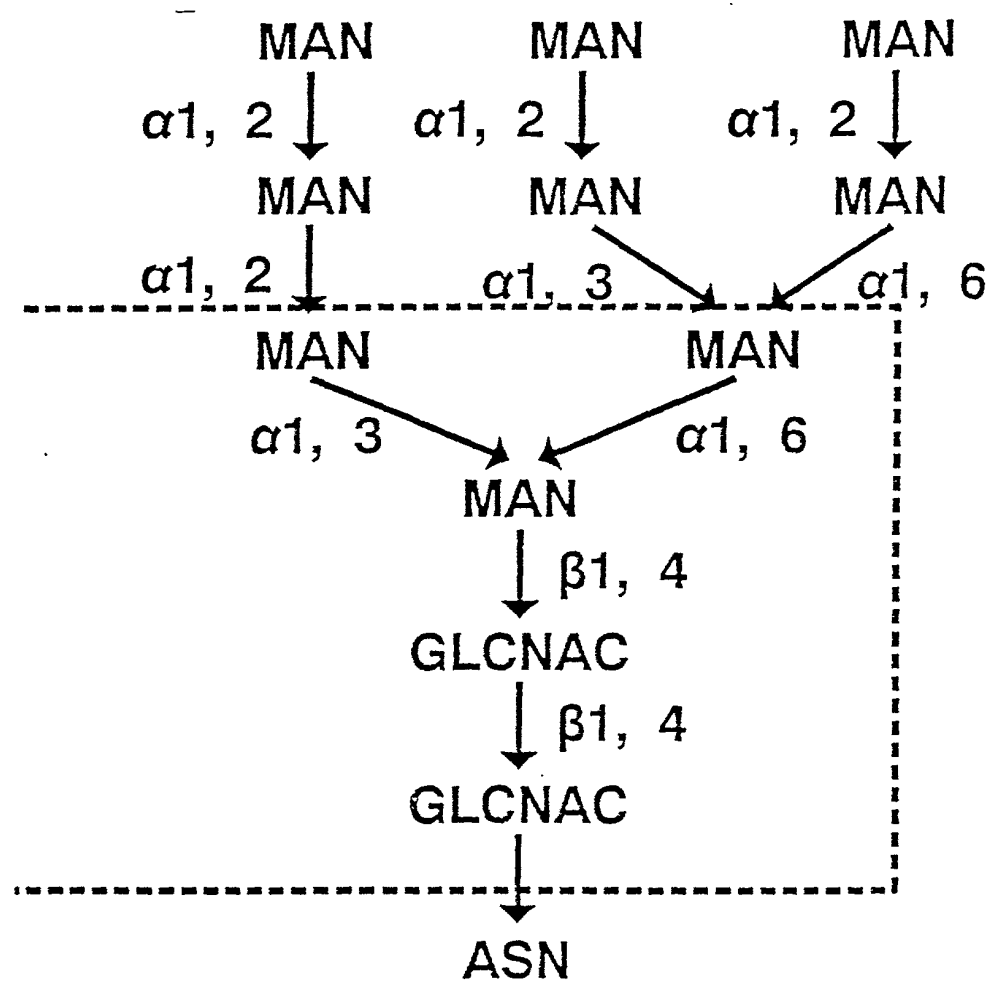 MAN MAN MAN
α1, 2 α1, 2 α1, 2
MAN MAN MAN
α1, 2 α1, 3 α1, 6
MAN MAN
α1, 3 α1, 6
MAN
β1, 4
GLCNAC
β1, 4
GLCNAC
ASN